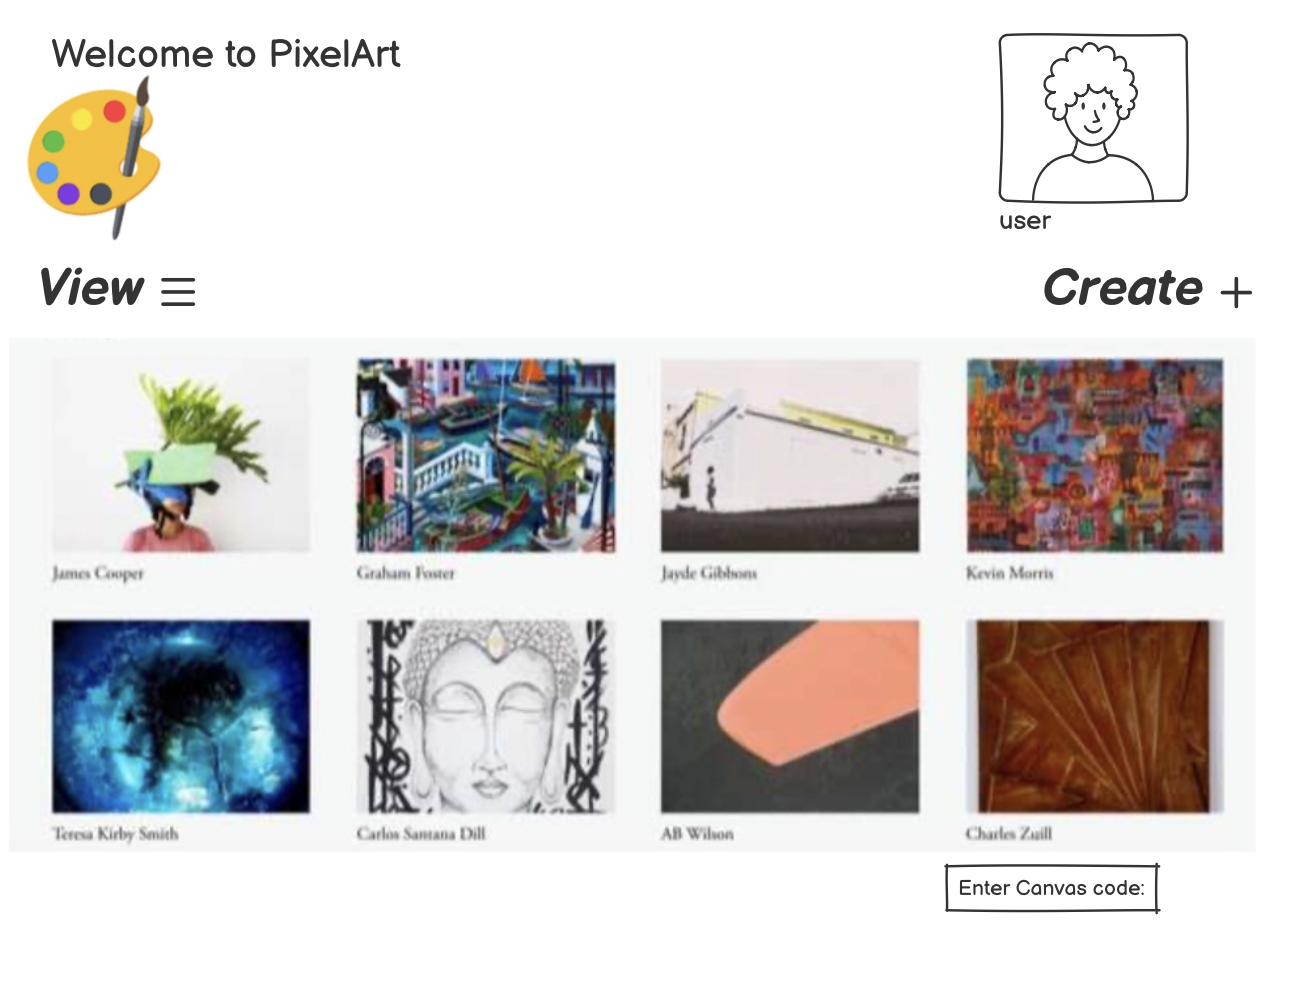 Welcome to PixelArt
user
View
Create +
James Cooper
Graham Foster
Jayde Gibbons
Kevin Morris
Teresa Kirby Smith
Carlos Santana Dill
AB Wilson
Charles Zuill
Enter Canvas code: